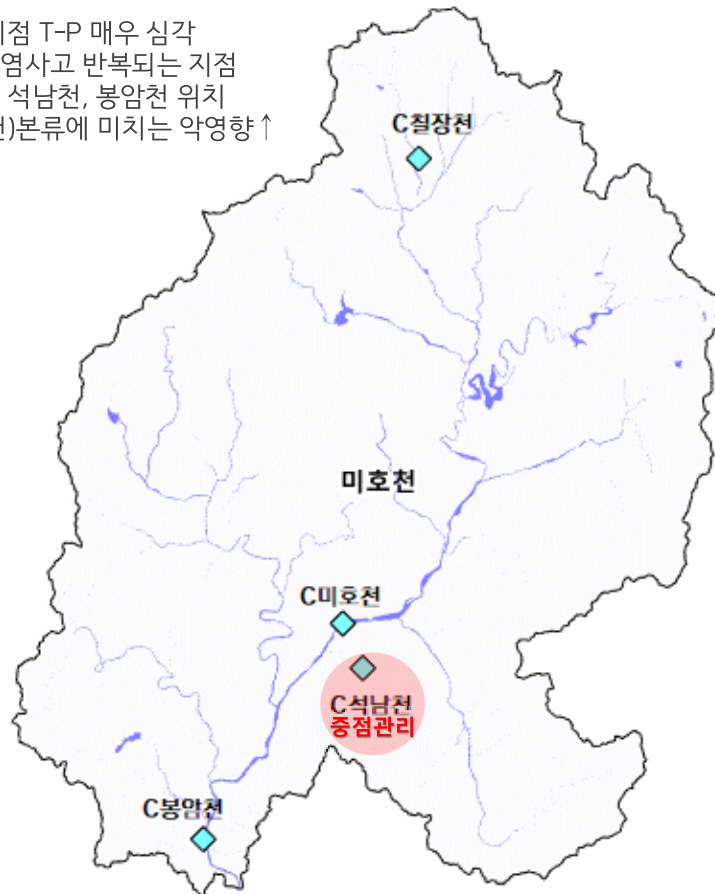 지점 T-P 매우 심각
염사고 반복되는 지점
석남천, 봉암천 위치
본류에 미치는 악영향↑
C칠장천
미호천
C미호천
C석남천
중점관리
C봉암천